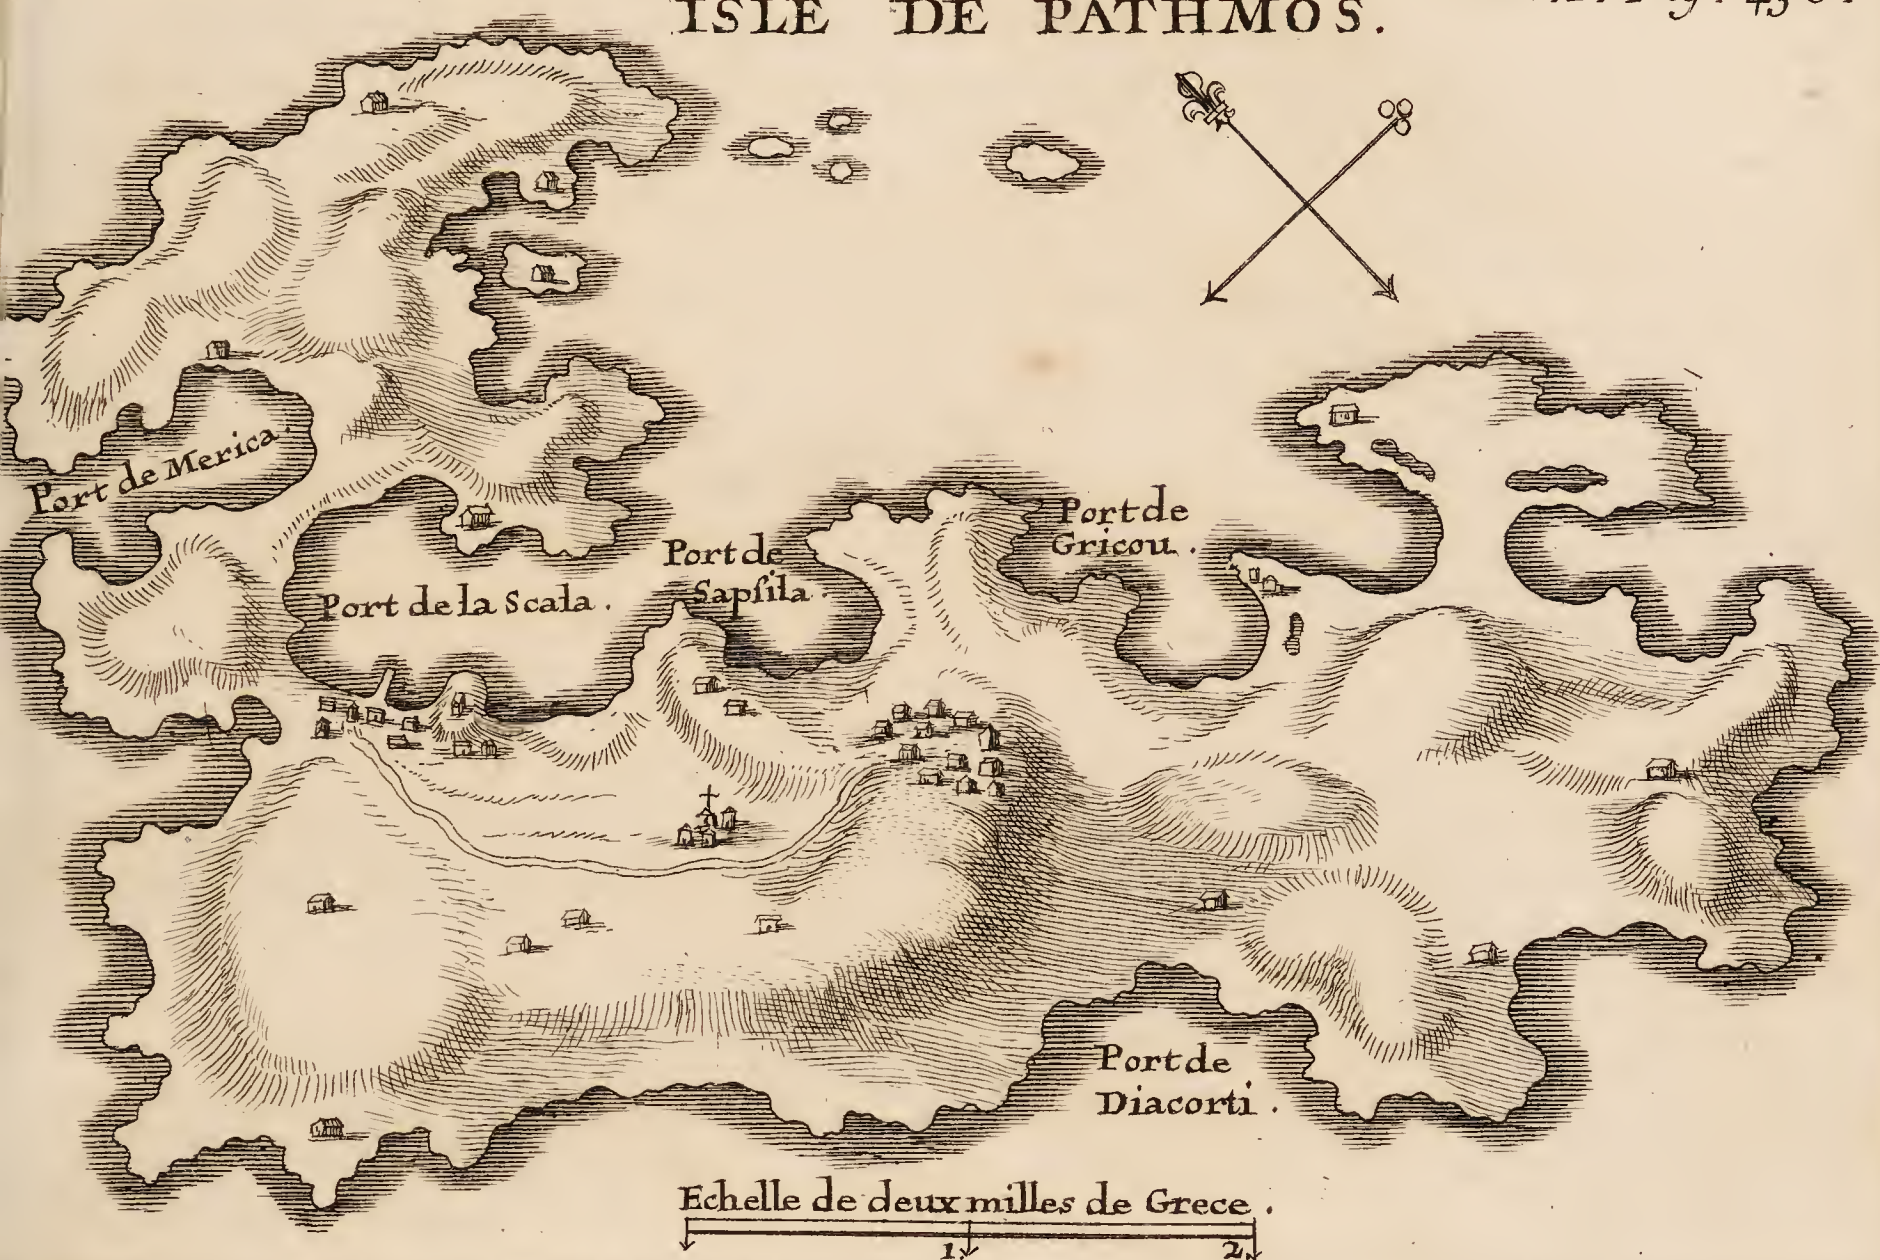 ISLE DE PATHMOS.
Port de Merica.
Port de la Scala.
Port de
Sapſila.
Port de
Gricou.
Port de
Diacorti.
Echelle de deux milles de Grece.
1. 2.